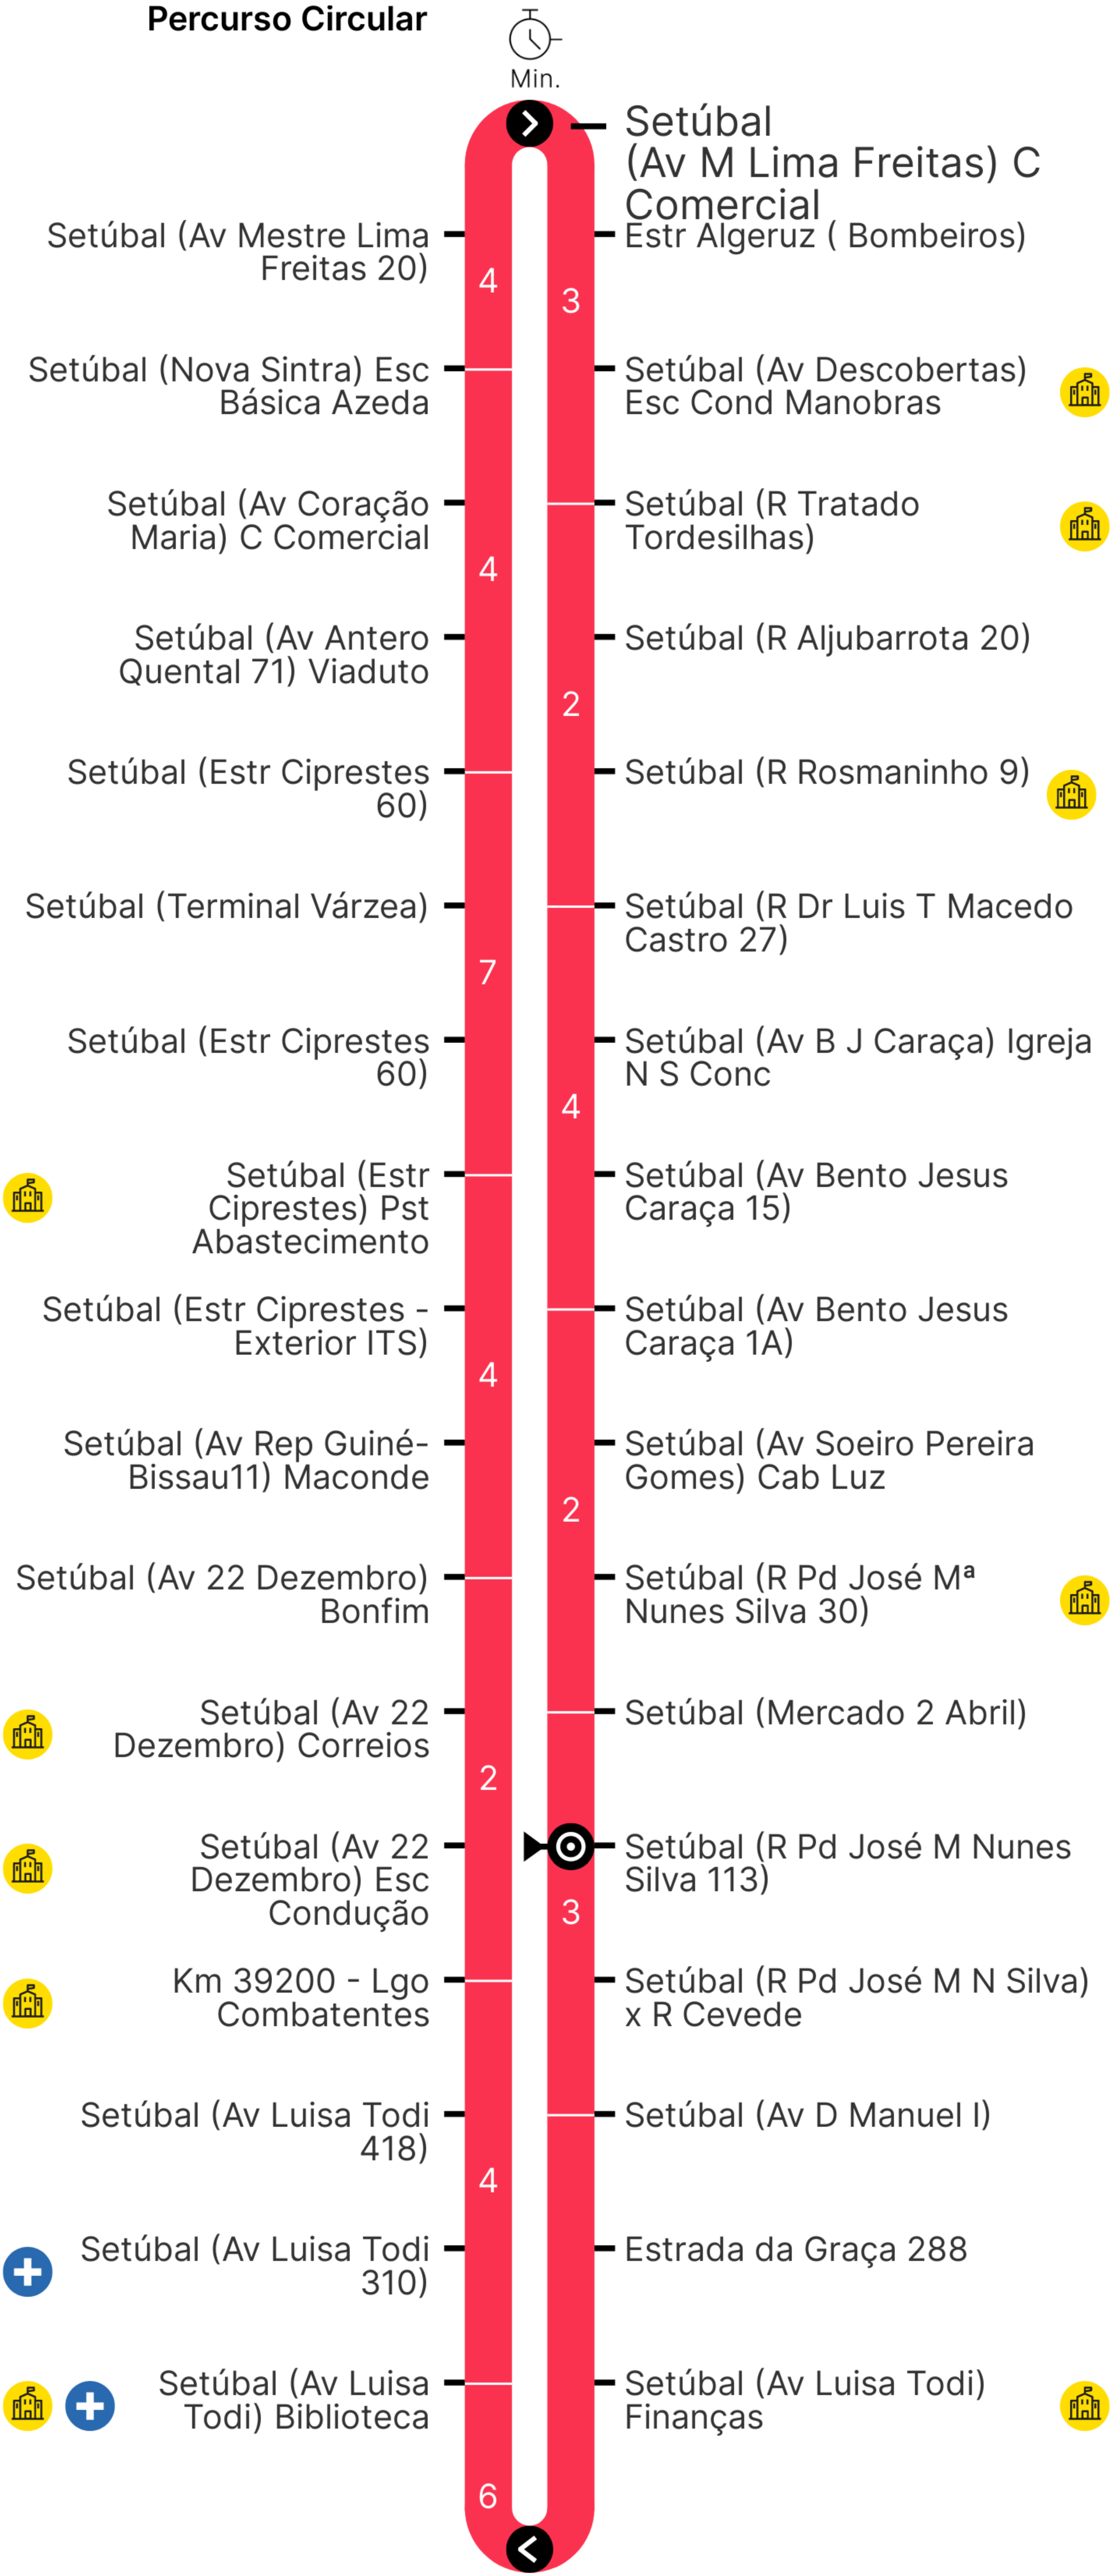 Percurso Circular
Min.
Setúbal
(Av M Lima Freitas) C
Comercial
Estr Algeruz ( Bombeiros)
3
Setúbal (Av Descobertas)
Esc Cond Manobras
Setúbal (R Tratado
Tordesilhas)
Setúbal (R Aljubarrota 20)
2
Setúbal (R Rosmaninho 9)
Setúbal (R Dr Luis T Macedo
Castro 27)
Setúbal (Av B J Caraça) Igreja
N S Conc
4
Setúbal (Av Bento Jesus
Caraça 15)
Setúbal (Av Bento Jesus
Caraça 1A)
Setúbal (Av Soeiro Pereira
Gomes) Cab Luz
2
Setúbal (R Pd José Mª
Nunes Silva 30)
Setúbal (Mercado 2 Abril)
Setúbal (R Pd José M Nunes
Silva 113)
3
Setúbal (R Pd José M N Silva)
x R Cevede
Setúbal (Av D Manuel I)
Estrada da Graça 288
Setúbal (Av Luisa Todi)
Finanças
Setúbal (Av Mestre Lima
Freitas 20)
4
Setúbal (Nova Sintra) Esc
Básica Azeda
Setúbal (Av Coração
Maria) C Comercial
4
Setúbal (Av Antero
Quental 71) Viaduto
Setúbal (Estr Ciprestes
60)
Setúbal (Terminal Várzea)
7
Setúbal (Estr Ciprestes
60)
Setúbal (Estr
Ciprestes) Pst
Abastecimento
Setúbal (Estr Ciprestes -
Exterior ITS)
4
Setúbal (Av Rep Guiné-
Bissau11) Maconde
Setúbal (Av 22 Dezembro)
Bonfim
Setúbal (Av 22
Dezembro) Correios
2
Setúbal (Av 22
Dezembro) Esc
Condução
Km 39200 - Lgo
Combatentes
Setúbal (Av Luisa Todi
418)
4
Setúbal (Av Luisa Todi
310)
Setúbal (Av Luisa
Todi) Biblioteca
6